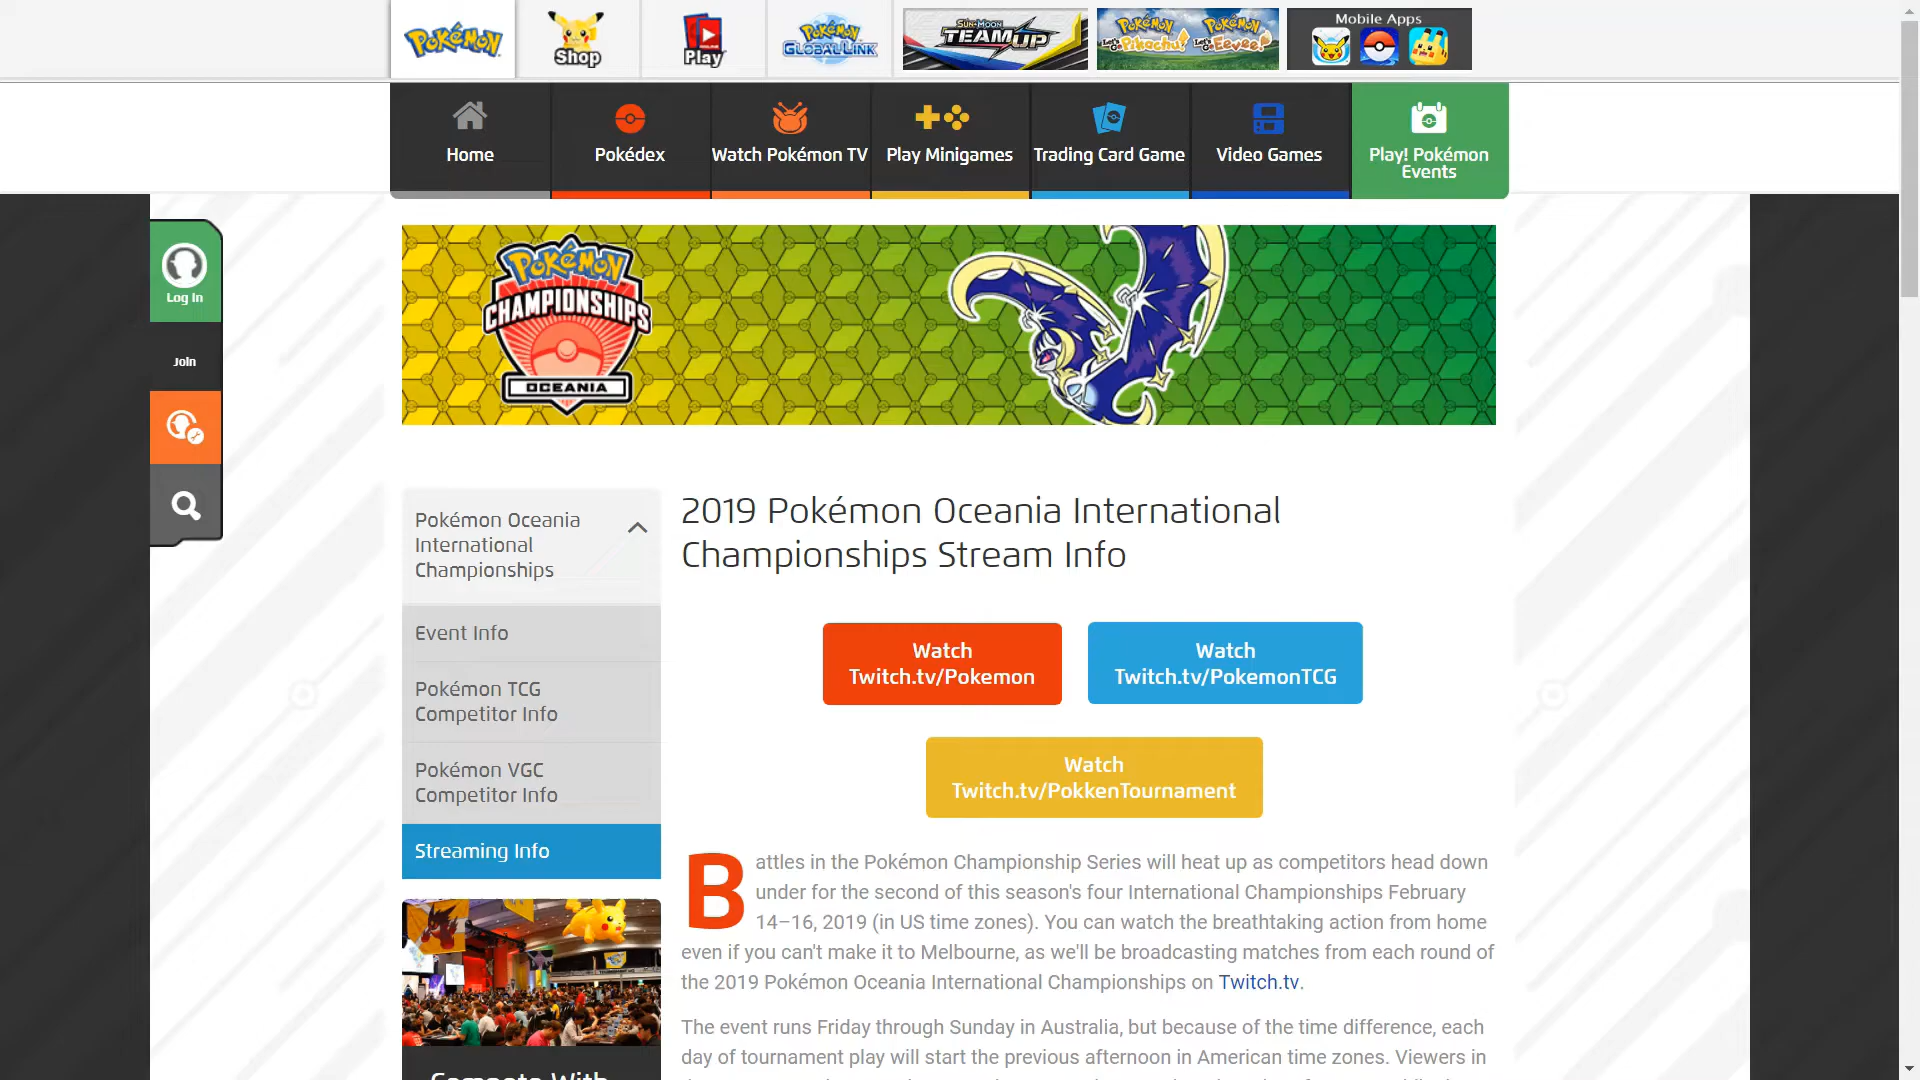 Pokémon
Shop
Play
Pokémon
Global Link
Sun & Moon
TEAM UP
Pokémon Let's Go Pikachu!
Pokémon Let's Go Eevee!
Mobile Apps
Home
Pokédex
Watch Pokémon TV
Play Minigames
Trading Card Game
Video Games
Play! Pokémon
Events
Log In
Join
Pokémon
CHAMPIONSHIPS
OCEANIA
2019 Pokémon Oceania International
Championships Stream Info
Pokémon Oceania
International
Championships
Event Info
Pokémon TCG
Competitor Info
Pokémon VGC
Competitor Info
Streaming Info
Watch
Twitch.tv/Pokemon
Watch
Twitch.tv/PokemonTCG
Watch
Twitch.tv/PokkenTournament
Battles in the Pokémon Championship Series will heat up as competitors head down
under for the second of this season's four International Championships February
14–16, 2019 (in US time zones). You can watch the breathtaking action from home
even if you can't make it to Melbourne, as we'll be broadcasting matches from each round of
the 2019 Pokémon Oceania International Championships on Twitch.tv.
The event runs Friday through Sunday in Australia, but because of the time difference, each
day of tournament play will start the previous afternoon in American time zones. Viewers in
Compete With